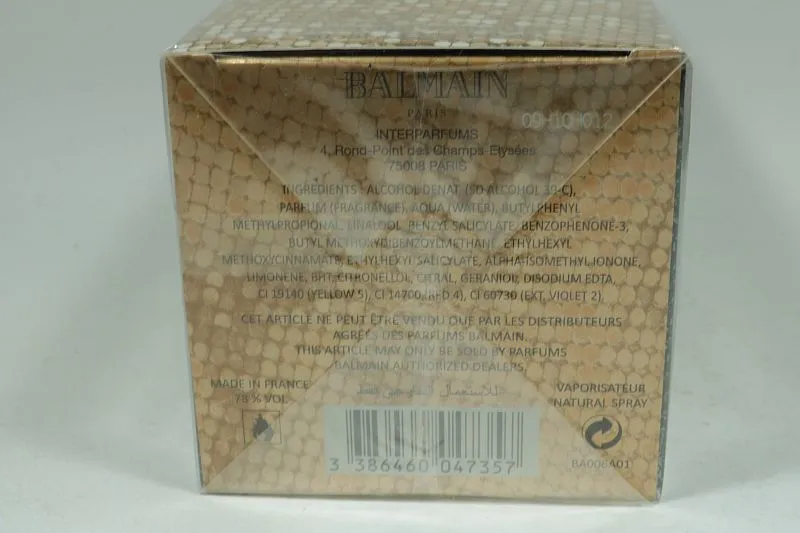 BALMAIN
PARIS
INTERPARFUMS
4, Rond-Point des Champs-Elysées
75008 PARIS
INGREDIENTS : ALCOHOL DENAT. (SD ALCOHOL 39-C),
PARFUM (FRAGRANCE), AQUA (WATER), BUTYLPHENYL
METHYLPROPIONAL, LINALOOL, BENZYL SALICYLATE, BENZOPHENONE-3,
BUTYL METHOXYDIBENZOYLMETHANE, ETHYLHEXYL
METHOXYCINNAMATE, ETHYLHEXYL SALICYLATE, ALPHA-ISOMETHYL IONONE,
LIMONENE, BHT, CITRONELLOL, CITRAL, GERANIOL, DISODIUM EDTA,
CI 19140 (YELLOW 5), CI 14700 (RED 4), CI 60730 (EXT. VIOLET 2).
CET ARTICLE NE PEUT ÊTRE VENDU QUE PAR LES DISTRIBUTEURS
AGRÉÉS DES PARFUMS BALMAIN.
THIS ARTICLE MAY ONLY BE SOLD BY PARFUMS
BALMAIN AUTHORIZED DEALERS.
MADE IN FRANCE
78 % VOL.
VAPORISATEUR
NATURAL SPRAY
3 386460 047357
BA006A01